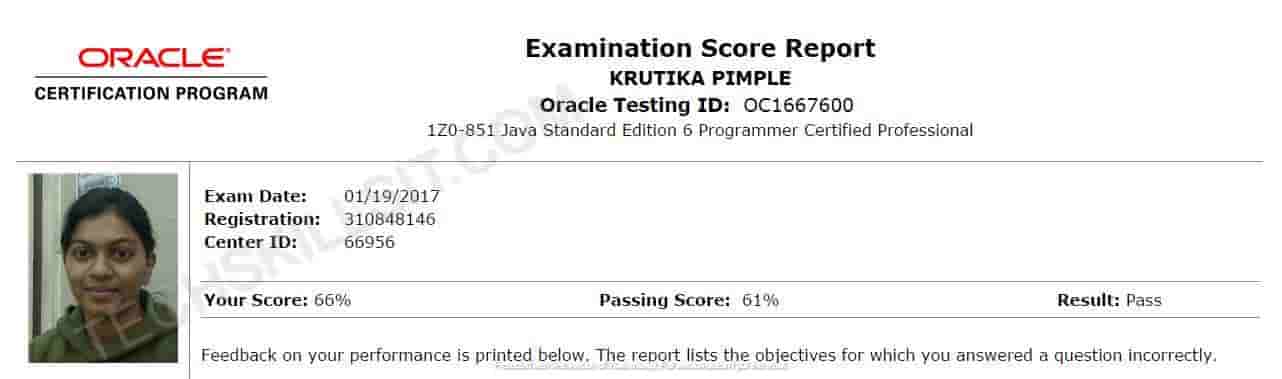 ORACLE
CERTIFICATION PROGRAM
Examination Score Report
KRUTIKA PIMPLE
Oracle Testing ID: OC1667600
1Z0-851 Java Standard Edition 6 Programmer Certified Professional
Exam Date: 01/19/2017
Registration: 310848146
Center ID: 66956
Your Score: 66% Passing Score: 61% Result: Pass
Feedback on your performance is printed below. The report lists the objectives for which you answered a question incorrectly.
TECHSKILLSIT.COM